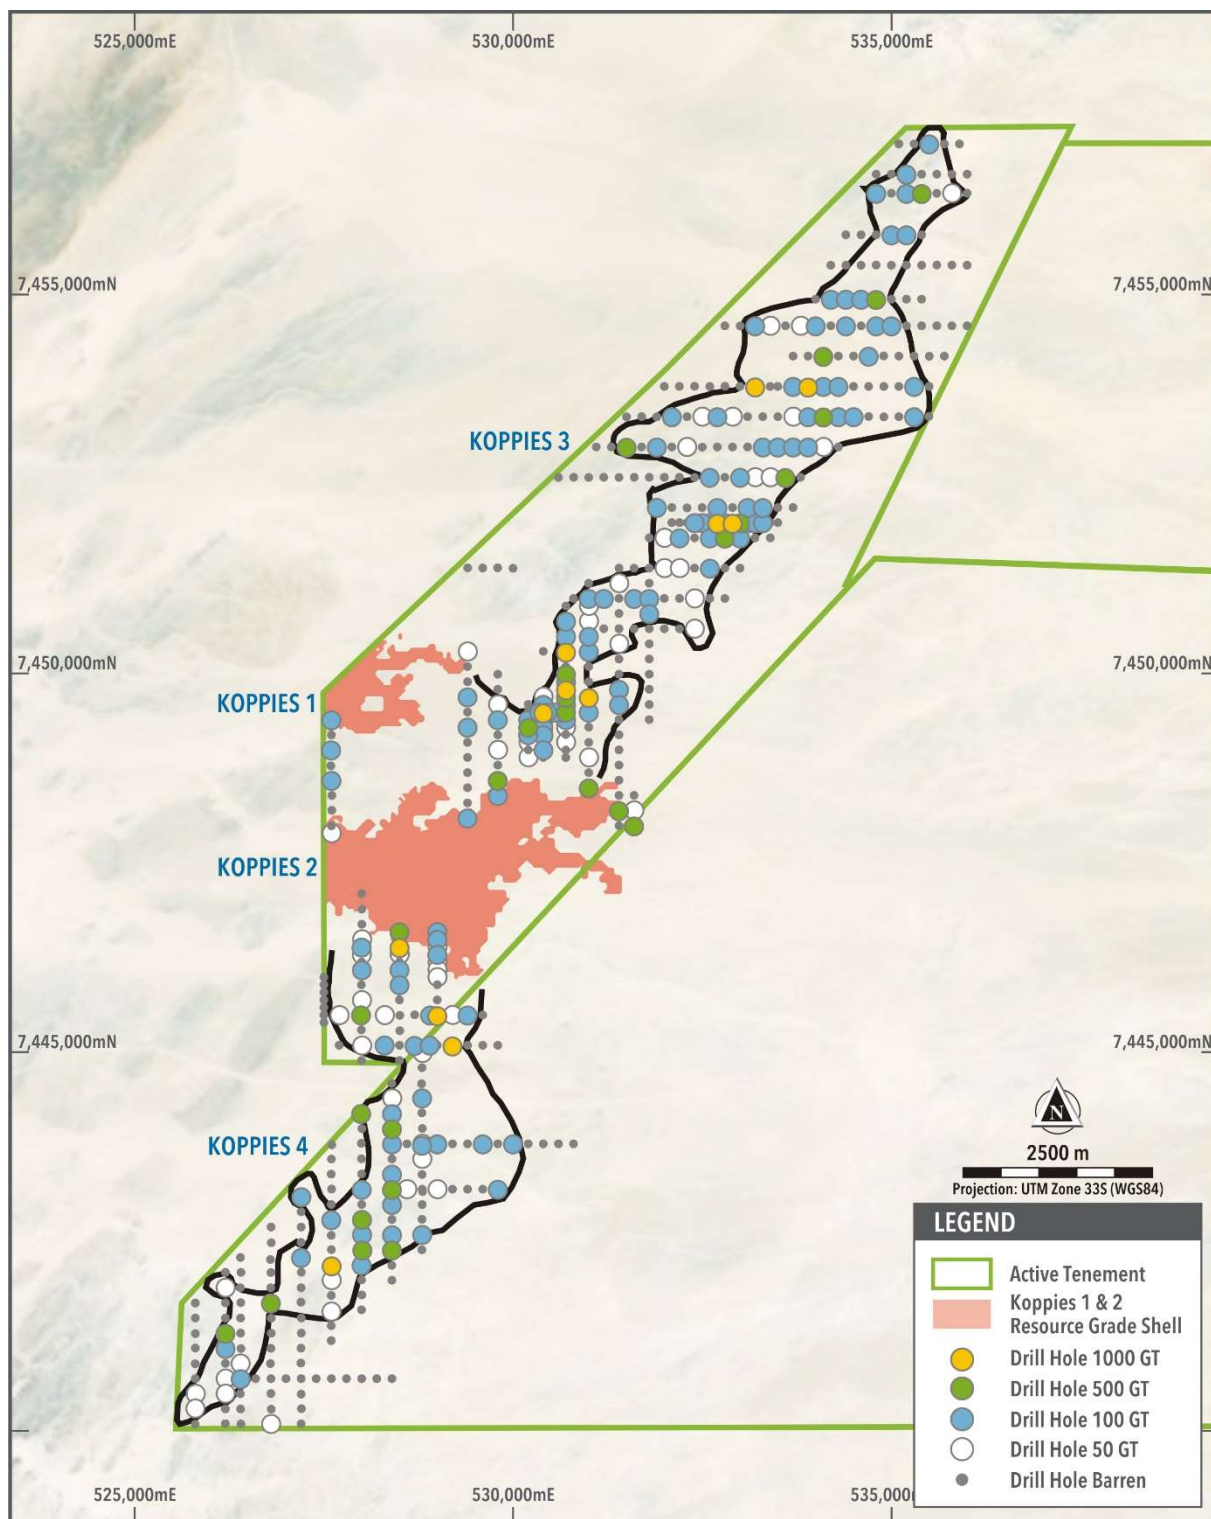 525,000mE
530,000mE
535,000mE
7,455,000mN
7,455,000mN
KOPPIES 3
KOPPIES 1
7,450,000mN
7,450,000mN
KOPPIES 2
7,445,000mN
7,445,000mN
KOPPIES 4
N
2500 m
Projection: UTM Zone 33S (WGS84)
LEGEND
Active Tenement
Koppies 1 & 2
Resource Grade Shell
Drill Hole 1000 GT
Drill Hole 500 GT
Drill Hole 100 GT
Drill Hole 50 GT
Drill Hole Barren
525,000mE
530,000mE
535,000m